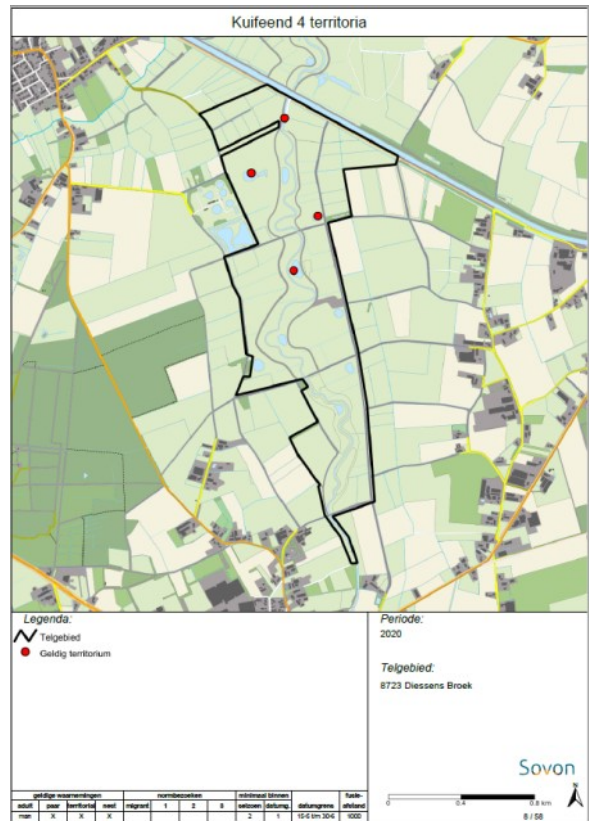 Kuifeend 4 territoria
Legenda:
Telgebied
Geldig territorium
Periode:
2020
Telgebied:
8723 Diessens Broek
Sovon
0 0.4 0.8 km
N
8 / 58
geldige waarnemingen normbezoeken minimaal binnen fusie-
adult paar territoriaal nest migrant 1 2 3 seizoen datumg. datumgrens afstand
man X X X 2 1 15-5 t/m 30-6 1000